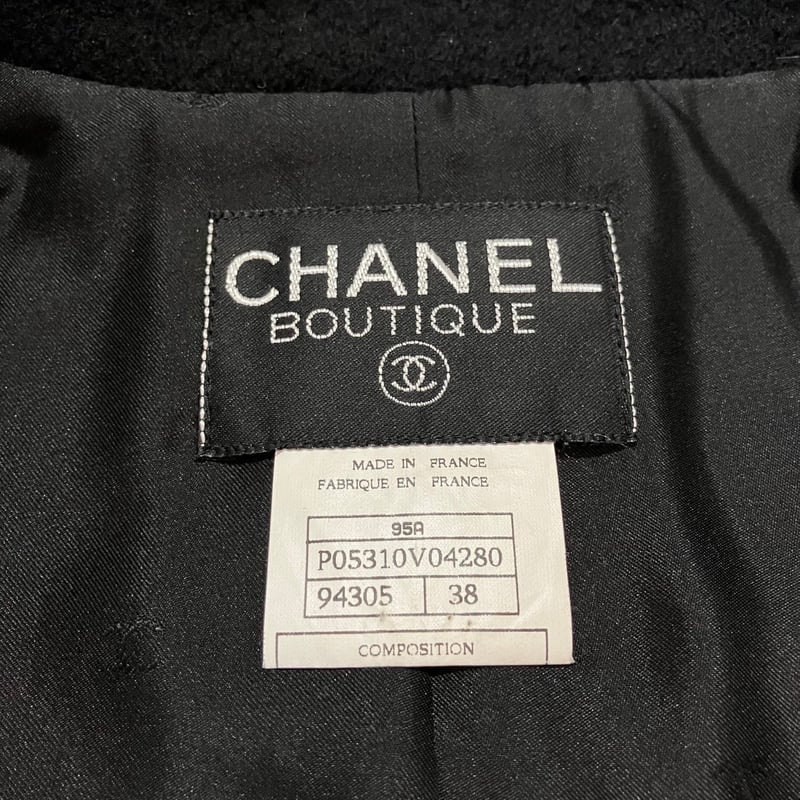 CHANEL
BOUTIQUE
MADE IN FRANCE
FABRIQUE EN FRANCE
95A
P05310V04280
94305 38
COMPOSITION